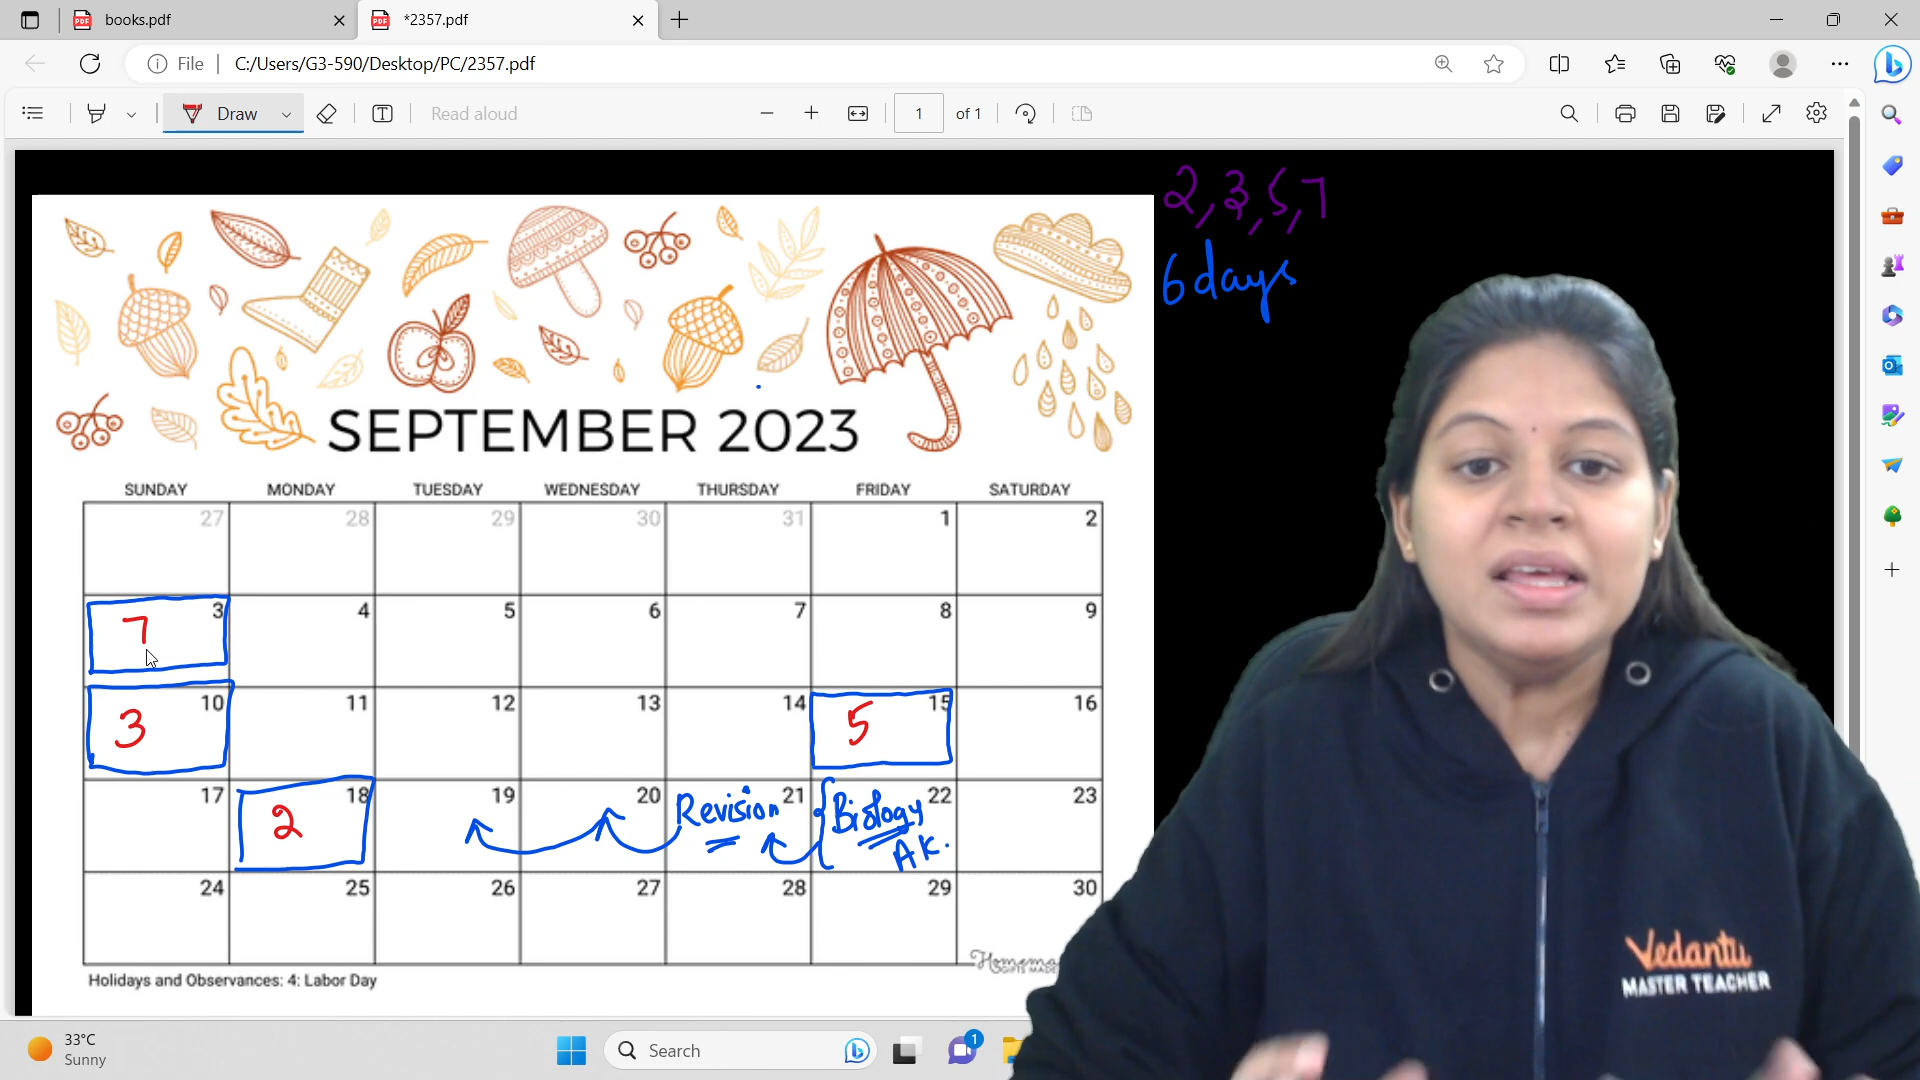 books.pdf
*2357.pdf
File C:/Users/G3-590/Desktop/PC/2357.pdf
Draw
Read aloud
1 of 1
2,3,5,7
6 days
SEPTEMBER 2023
SUNDAY MONDAY TUESDAY WEDNESDAY THURSDAY FRIDAY SATURDAY
27 28 29 30 31 1 2
3 4 5 6 7 8 9
7
10 11 12 13 14 15 16
3 5
17 18 19 20 21 22 23
2 Revision Biology
AK.
24 25 26 27 28 29 30
Holidays and Observances: 4: Labor Day
Vedantu
MASTER TEACHER
33°C
Sunny
Search
1